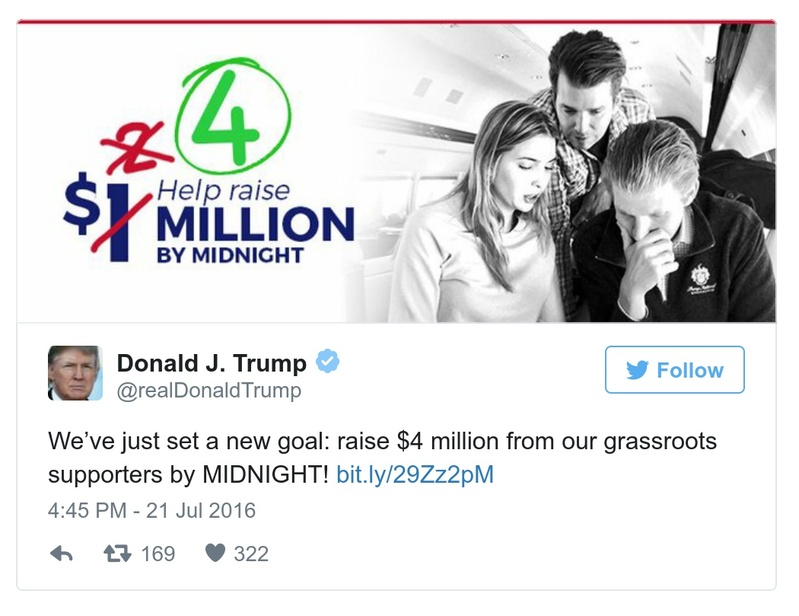 4
2
Help raise
$1 MILLION
BY MIDNIGHT
Donald J. Trump
@realDonaldTrump
Follow
We’ve just set a new goal: raise $4 million from our grassroots
supporters by MIDNIGHT! bit.ly/29Zz2pM
4:45 PM - 21 Jul 2016
169 322